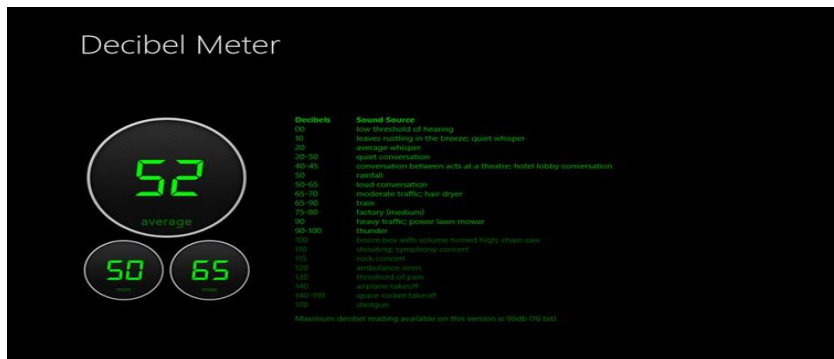 Decibel Meter
52
average
50
min
65
max
Decibels Sound Source
00 low threshold of hearing
10 leaves rustling in the breeze; quiet whisper
20 average whisper
20-50 quiet conversation
40-45 conversation between acts at a theatre; hotel lobby conversation
50 rainfall
50-65 loud conversation
65-70 moderate traffic; hair dryer
65-90 train
75-80 factory (medium)
90 heavy traffic; power lawn mower
90-100 thunder
100 boom box with volume turned high; chain saw
110 shouting; symphony concert
115 rock concert
120 ambulance siren
130 threshold of pain
140 airplane takeoff
140-190 space rocket takeoff
170 shotgun
Maximum decibel reading available on this version is 96db (16 bit)